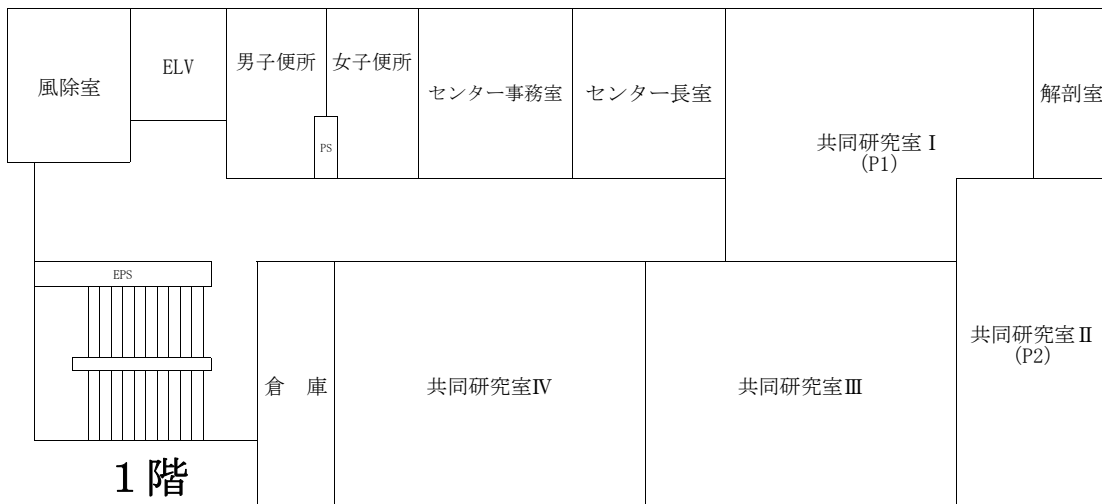 風除室
ELV
男子便所
女子便所
PS
センター事務室
センター長室
共同研究室Ⅰ
(P1)
解剖室
EPS
倉　庫
共同研究室Ⅳ
共同研究室Ⅲ
共同研究室Ⅱ
(P2)
1階